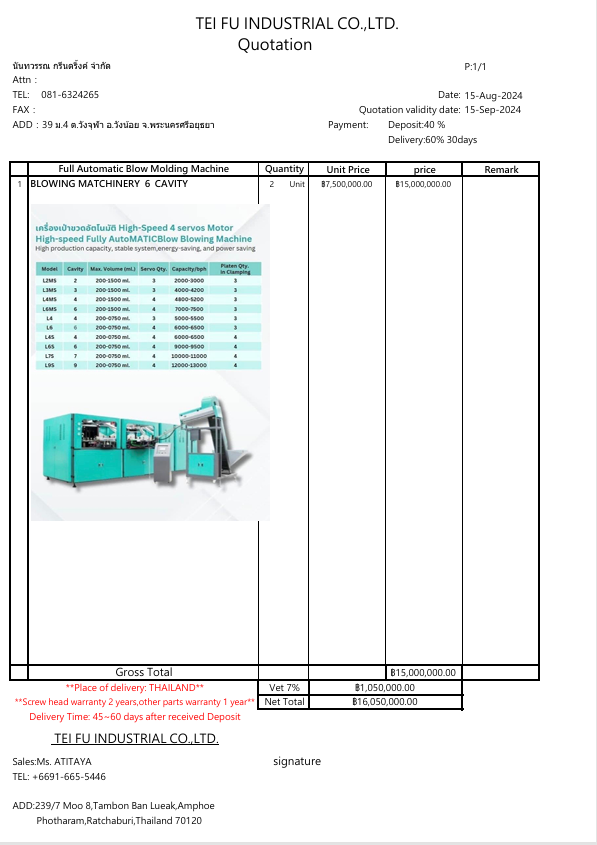 TEI FU INDUSTRIAL CO.,LTD.
Quotation
นันทวรรณ กรีนดริ้งค์ จำกัด
P:1/1
Attn :
TEL: 081-6324265
Date: 15-Aug-2024
FAX :
Quotation validity date: 15-Sep-2024
ADD : 39 ม.4 ต.วังจุฬา อ.วังน้อย จ.พระนครศรีอยุธยา
Payment: Deposit:40 %
Delivery:60% 30days
Full Automatic Blow Molding Machine Quantity Unit Price price Remark
1 BLOWING MATCHINERY 6 CAVITY 2 Unit ฿7,500,000.00 ฿15,000,000.00
เครื่องเป่าขวดอัตโนมัติ High-Speed 4 servos Motor
High-speed Fully AutoMATICBlow Blowing Machine
High production capacity, stable system,energy-saving, and power saving
Model Cavity Max. Volume (ml.) Servo Qty. Capacity/bph Platen Qty. in Clamping
L2MS 2 200-1500 ml. 3 2000-3000 3
L3MS 3 200-1500 ml. 3 4000-4200 3
L4MS 4 200-1500 ml. 4 4800-5200 3
L6MS 6 200-1500 ml. 4 7000-7500 3
L4 4 200-0750 ml. 3 5000-5500 3
L6 6 200-0750 ml. 3 6000-6500 3
L4S 4 200-0750 ml. 4 6000-6500 4
L6S 6 200-0750 ml. 4 9000-9500 4
L7S 7 200-0750 ml. 4 10000-11000 4
L9S 9 200-0750 ml. 4 12000-13000 4
Gross Total ฿15,000,000.00
**Place of delivery: THAILAND** Vet 7% ฿1,050,000.00
**Screw head warranty 2 years,other parts warranty 1 year** Net Total ฿16,050,000.00
Delivery Time: 45~60 days after received Deposit
TEI FU INDUSTRIAL CO.,LTD.
Sales:Ms. ATITAYA signature
TEL: +6691-665-5446
ADD:239/7 Moo 8,Tambon Ban Lueak,Amphoe
Photharam,Ratchaburi,Thailand 70120